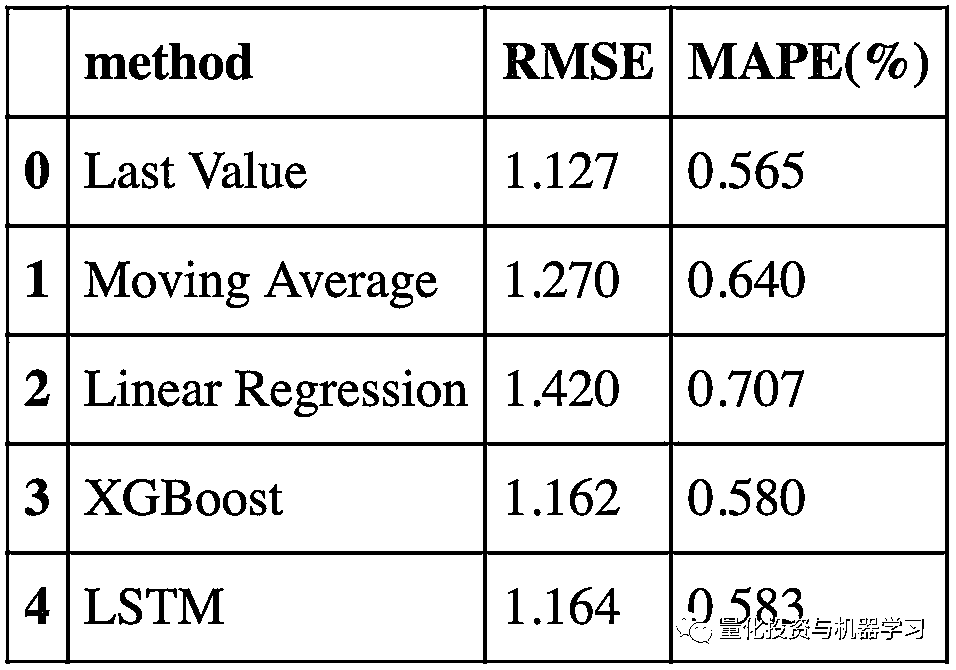 method RMSE MAPE(%)
0 Last Value 1.127 0.565
1 Moving Average 1.270 0.640
2 Linear Regression 1.420 0.707
3 XGBoost 1.162 0.580
4 LSTM 1.164 0.583
量化投资与机器学习